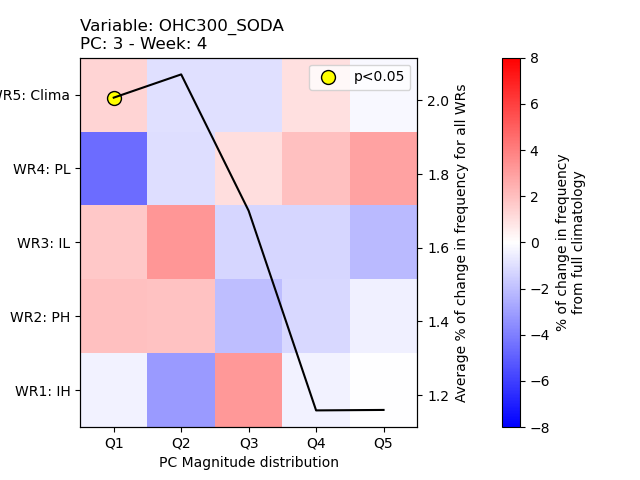 Variable: OHC300_SODA
PC: 3 - Week: 4
p<0.05
WR5: Clima
WR4: PL
WR3: IL
WR2: PH
WR1: IH
Q1 Q2 Q3 Q4 Q5
PC Magnitude distribution
2.0
1.8
1.6
1.4
1.2
Average % of change in frequency for all WRs
8
6
4
2
0
−2
−4
−6
−8
% of change in frequency
from full climatology